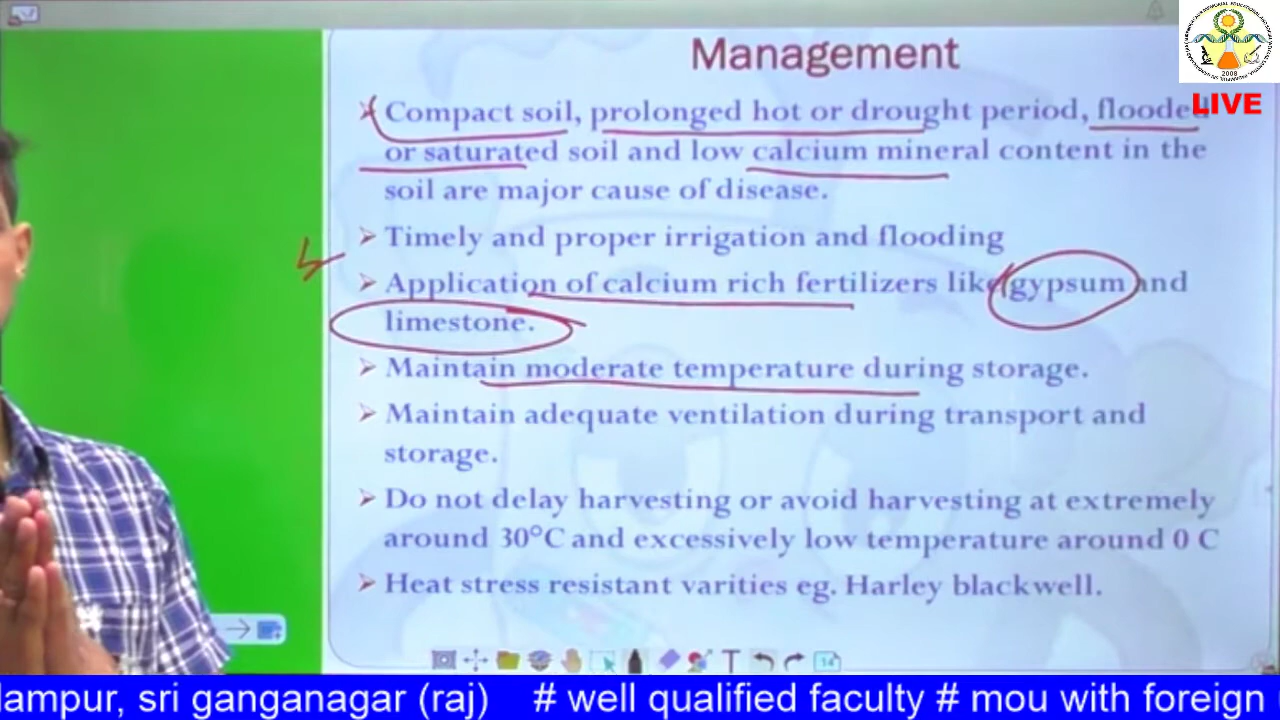 Management
LIVE
2008
➢ Compact soil, prolonged hot or drought period, flooded
or saturated soil and low calcium mineral content in the
soil are major cause of disease.
➢ Timely and proper irrigation and flooding
➢ Application of calcium rich fertilizers like gypsum and
limestone.
➢ Maintain moderate temperature during storage.
➢ Maintain adequate ventilation during transport and
storage.
➢ Do not delay harvesting or avoid harvesting at extremely
around 30°C and excessively low temperature around 0 C
➢ Heat stress resistant varities eg. Harley blackwell.
14
lampur, sri ganganagar (raj) # well qualified faculty # mou with foreign